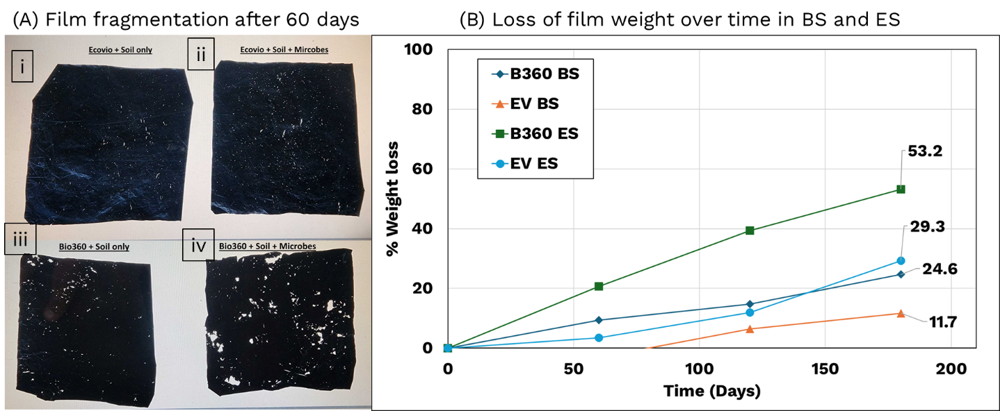 (A) Film fragmentation after 60 days
(B) Loss of film weight over time in BS and ES
i
Ecovio + Soil only
ii
Ecovio + Soil + Mircobes
iii
Bio360 + Soil only
iv
Bio360 + Soil + Microbes
% Weight loss
100
80
60
40
20
0
B360 BS
EV BS
B360 ES
EV ES
53.2
29.3
24.6
11.7
0
50
100
150
200
Time (Days)